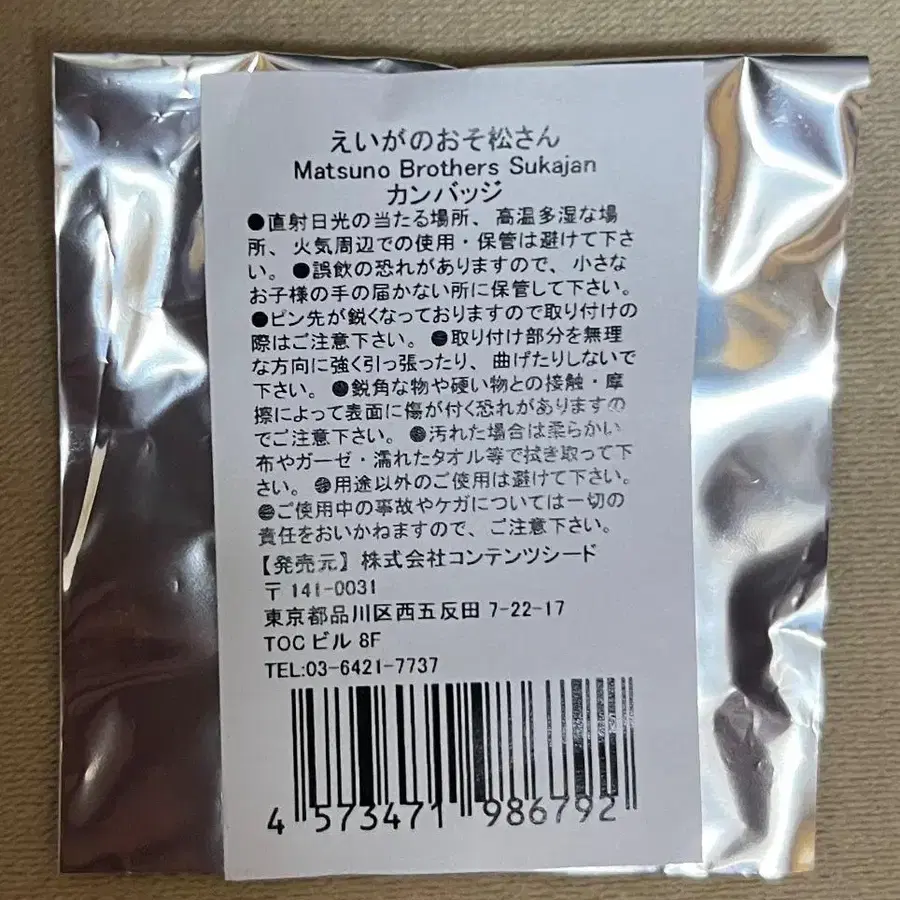 えいがのおそ松さん
Matsuno Brothers Sukajan
カンバッジ
●直射日光の当たる場所、高温多湿な場
所、火気周辺での使用・保管は避けて下さ
い。●誤飲の恐れがありますので、小さな
お子様の手の届かない所に保管して下さい。
●ピン先が鋭くなっておりますので取り付けの
際はご注意下さい。●取り付け部分を無理
な方向に強く引っ張ったり、曲げたりしないで
下さい。●鋭角な物や硬い物との接触・摩
擦によって表面に傷が付く恐れがありますの
でご注意下さい。●汚れた場合は柔らかい
布やガーゼ・濡れたタオル等で拭き取って下
さい。●用途以外のご使用は避けて下さい。
●ご使用中の事故やケガについては一切の
責任をおいかねますので、ご注意下さい。
【発売元】株式会社コンテンツシード
〒141-0031
東京都品川区西五反田 7-22-17
TOC ビル 8F
TEL:03-6421-7737
4 573471 986792